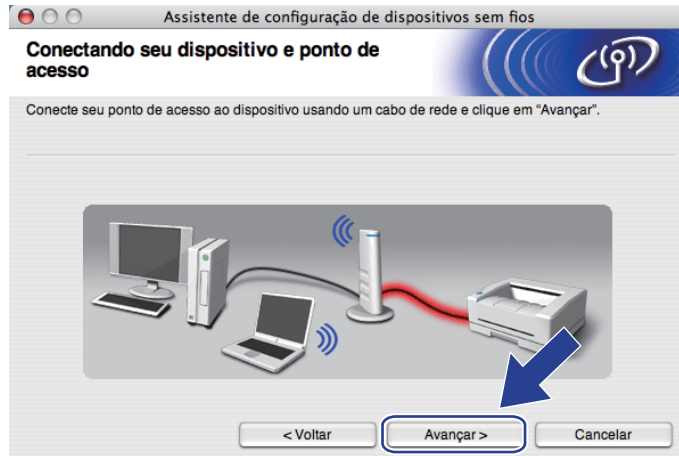 Assistente de configuração de dispositivos sem fios
Conectando seu dispositivo e ponto de
acesso
Conecte seu ponto de acesso ao dispositivo usando um cabo de rede e clique em “Avançar”.
< Voltar
Avançar >
Cancelar